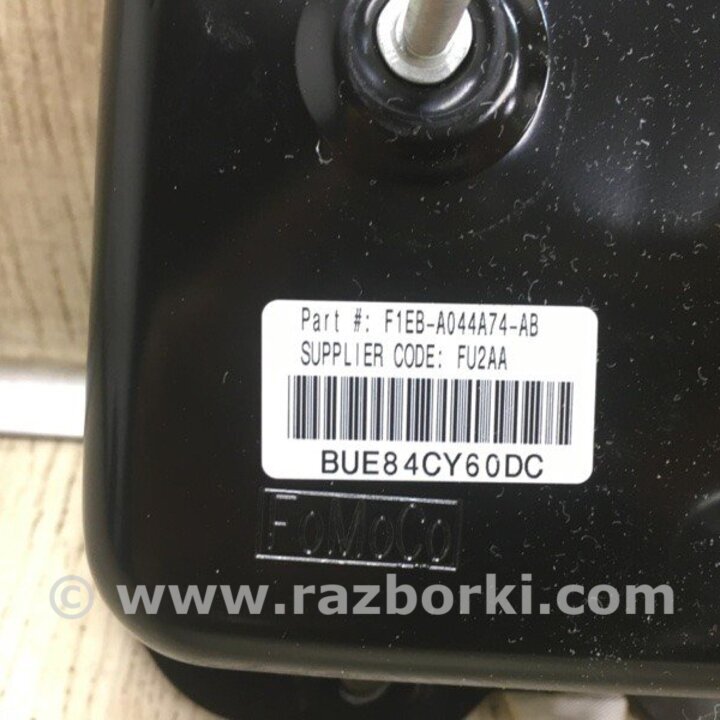 Part #: F1EB-A044A74-AB
SUPPLIER CODE: FU2AA
BUE84CY60DC
FoMoCo
© www.razborki.com